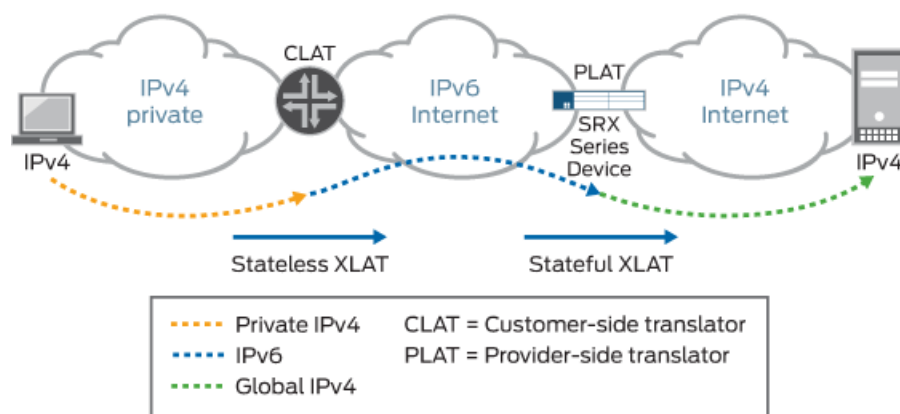 CLAT
IPv4
private
IPv6
Internet
PLAT
IPv4
Internet
SRX
Series
Device
IPv4
IPv4
Stateless XLAT
Stateful XLAT
Private IPv4
CLAT = Customer-side translator
IPv6
PLAT = Provider-side translator
Global IPv4